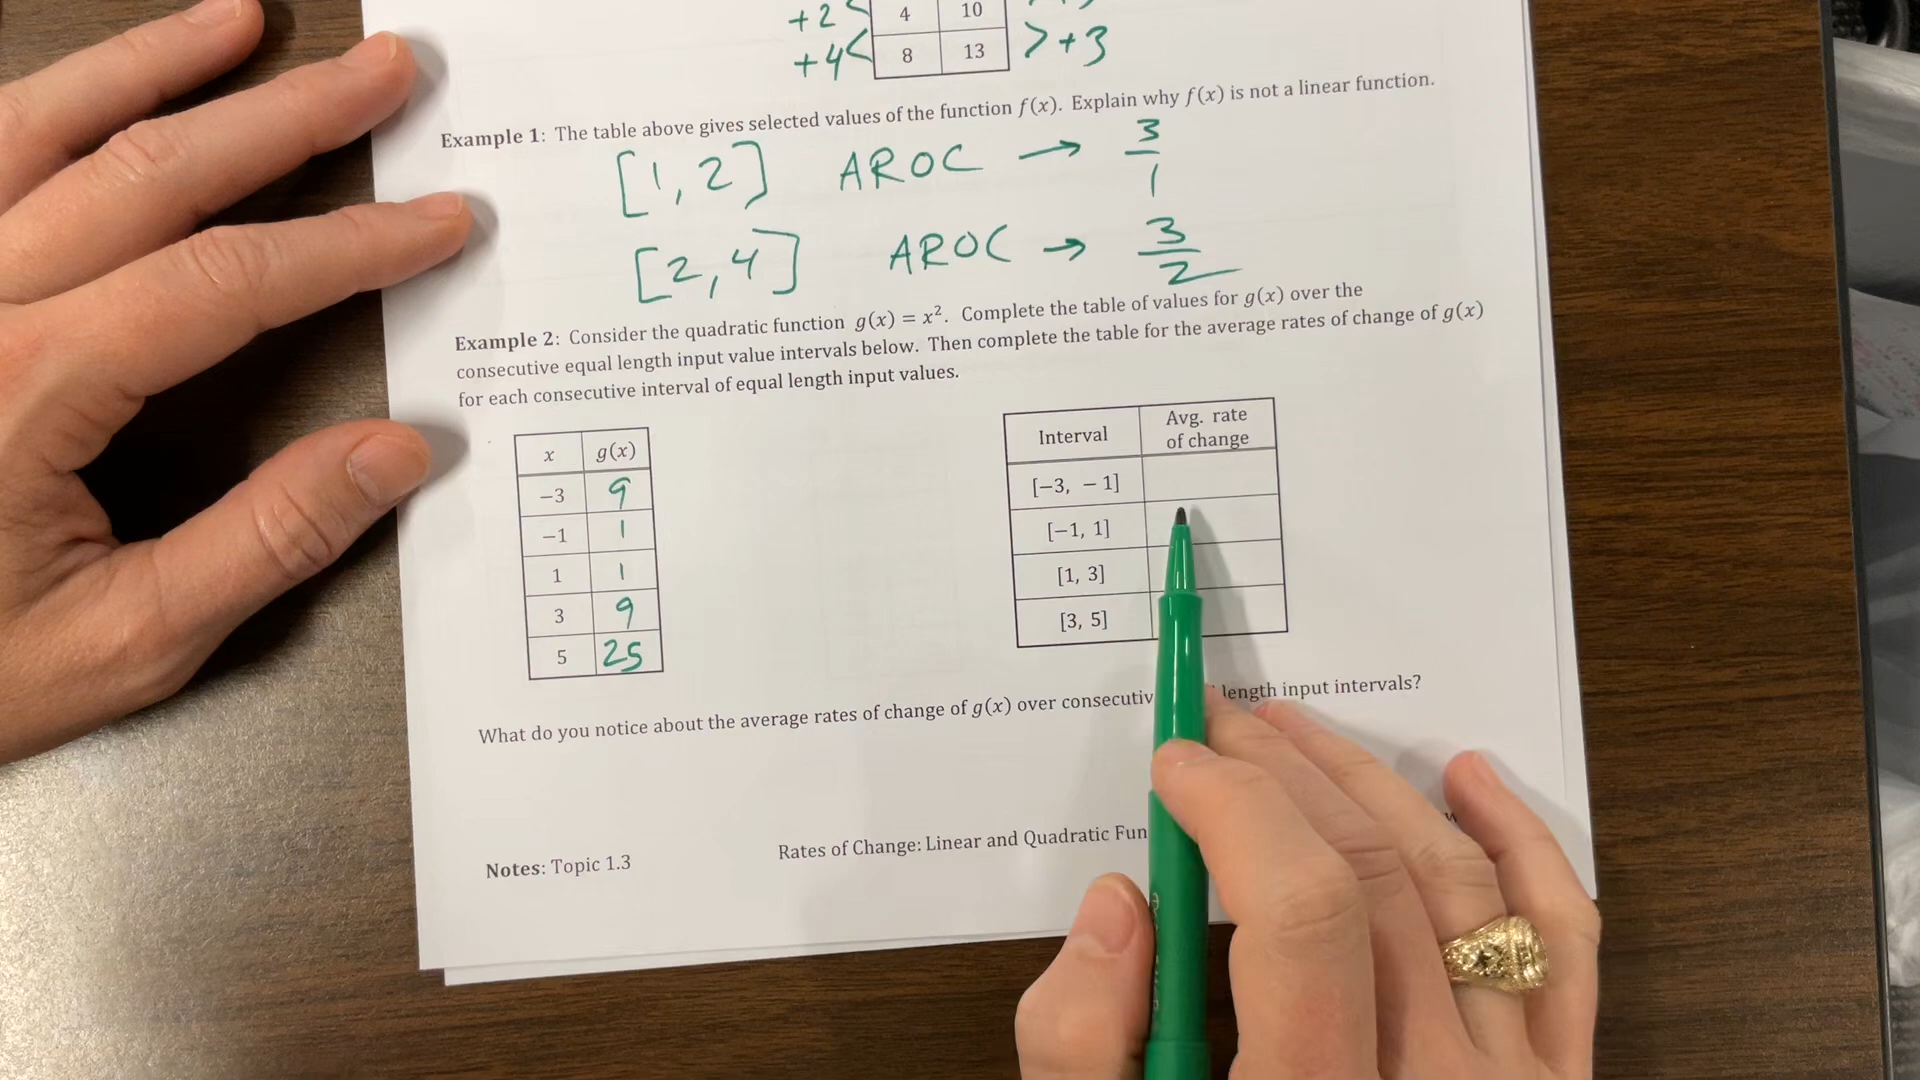 +2 < 4 10
+4 < 8 13 > +3
Example 1: The table above gives selected values of the function f(x). Explain why f(x) is not a linear function.
[1, 2] AROC → 3/1
[2, 4] AROC → 3/2
Example 2: Consider the quadratic function g(x) = x². Complete the table of values for g(x) over the
consecutive equal length input value intervals below. Then complete the table for the average rates of change of g(x)
for each consecutive interval of equal length input values.
x g(x)
−3 9
−1 1
1 1
3 9
5 25
Interval Avg. rate
of change
[−3, − 1]
[−1, 1]
[1, 3]
[3, 5]
What do you notice about the average rates of change of g(x) over length input intervals?
Notes: Topic 1.3
Rates of Change: Linear and Quadratic